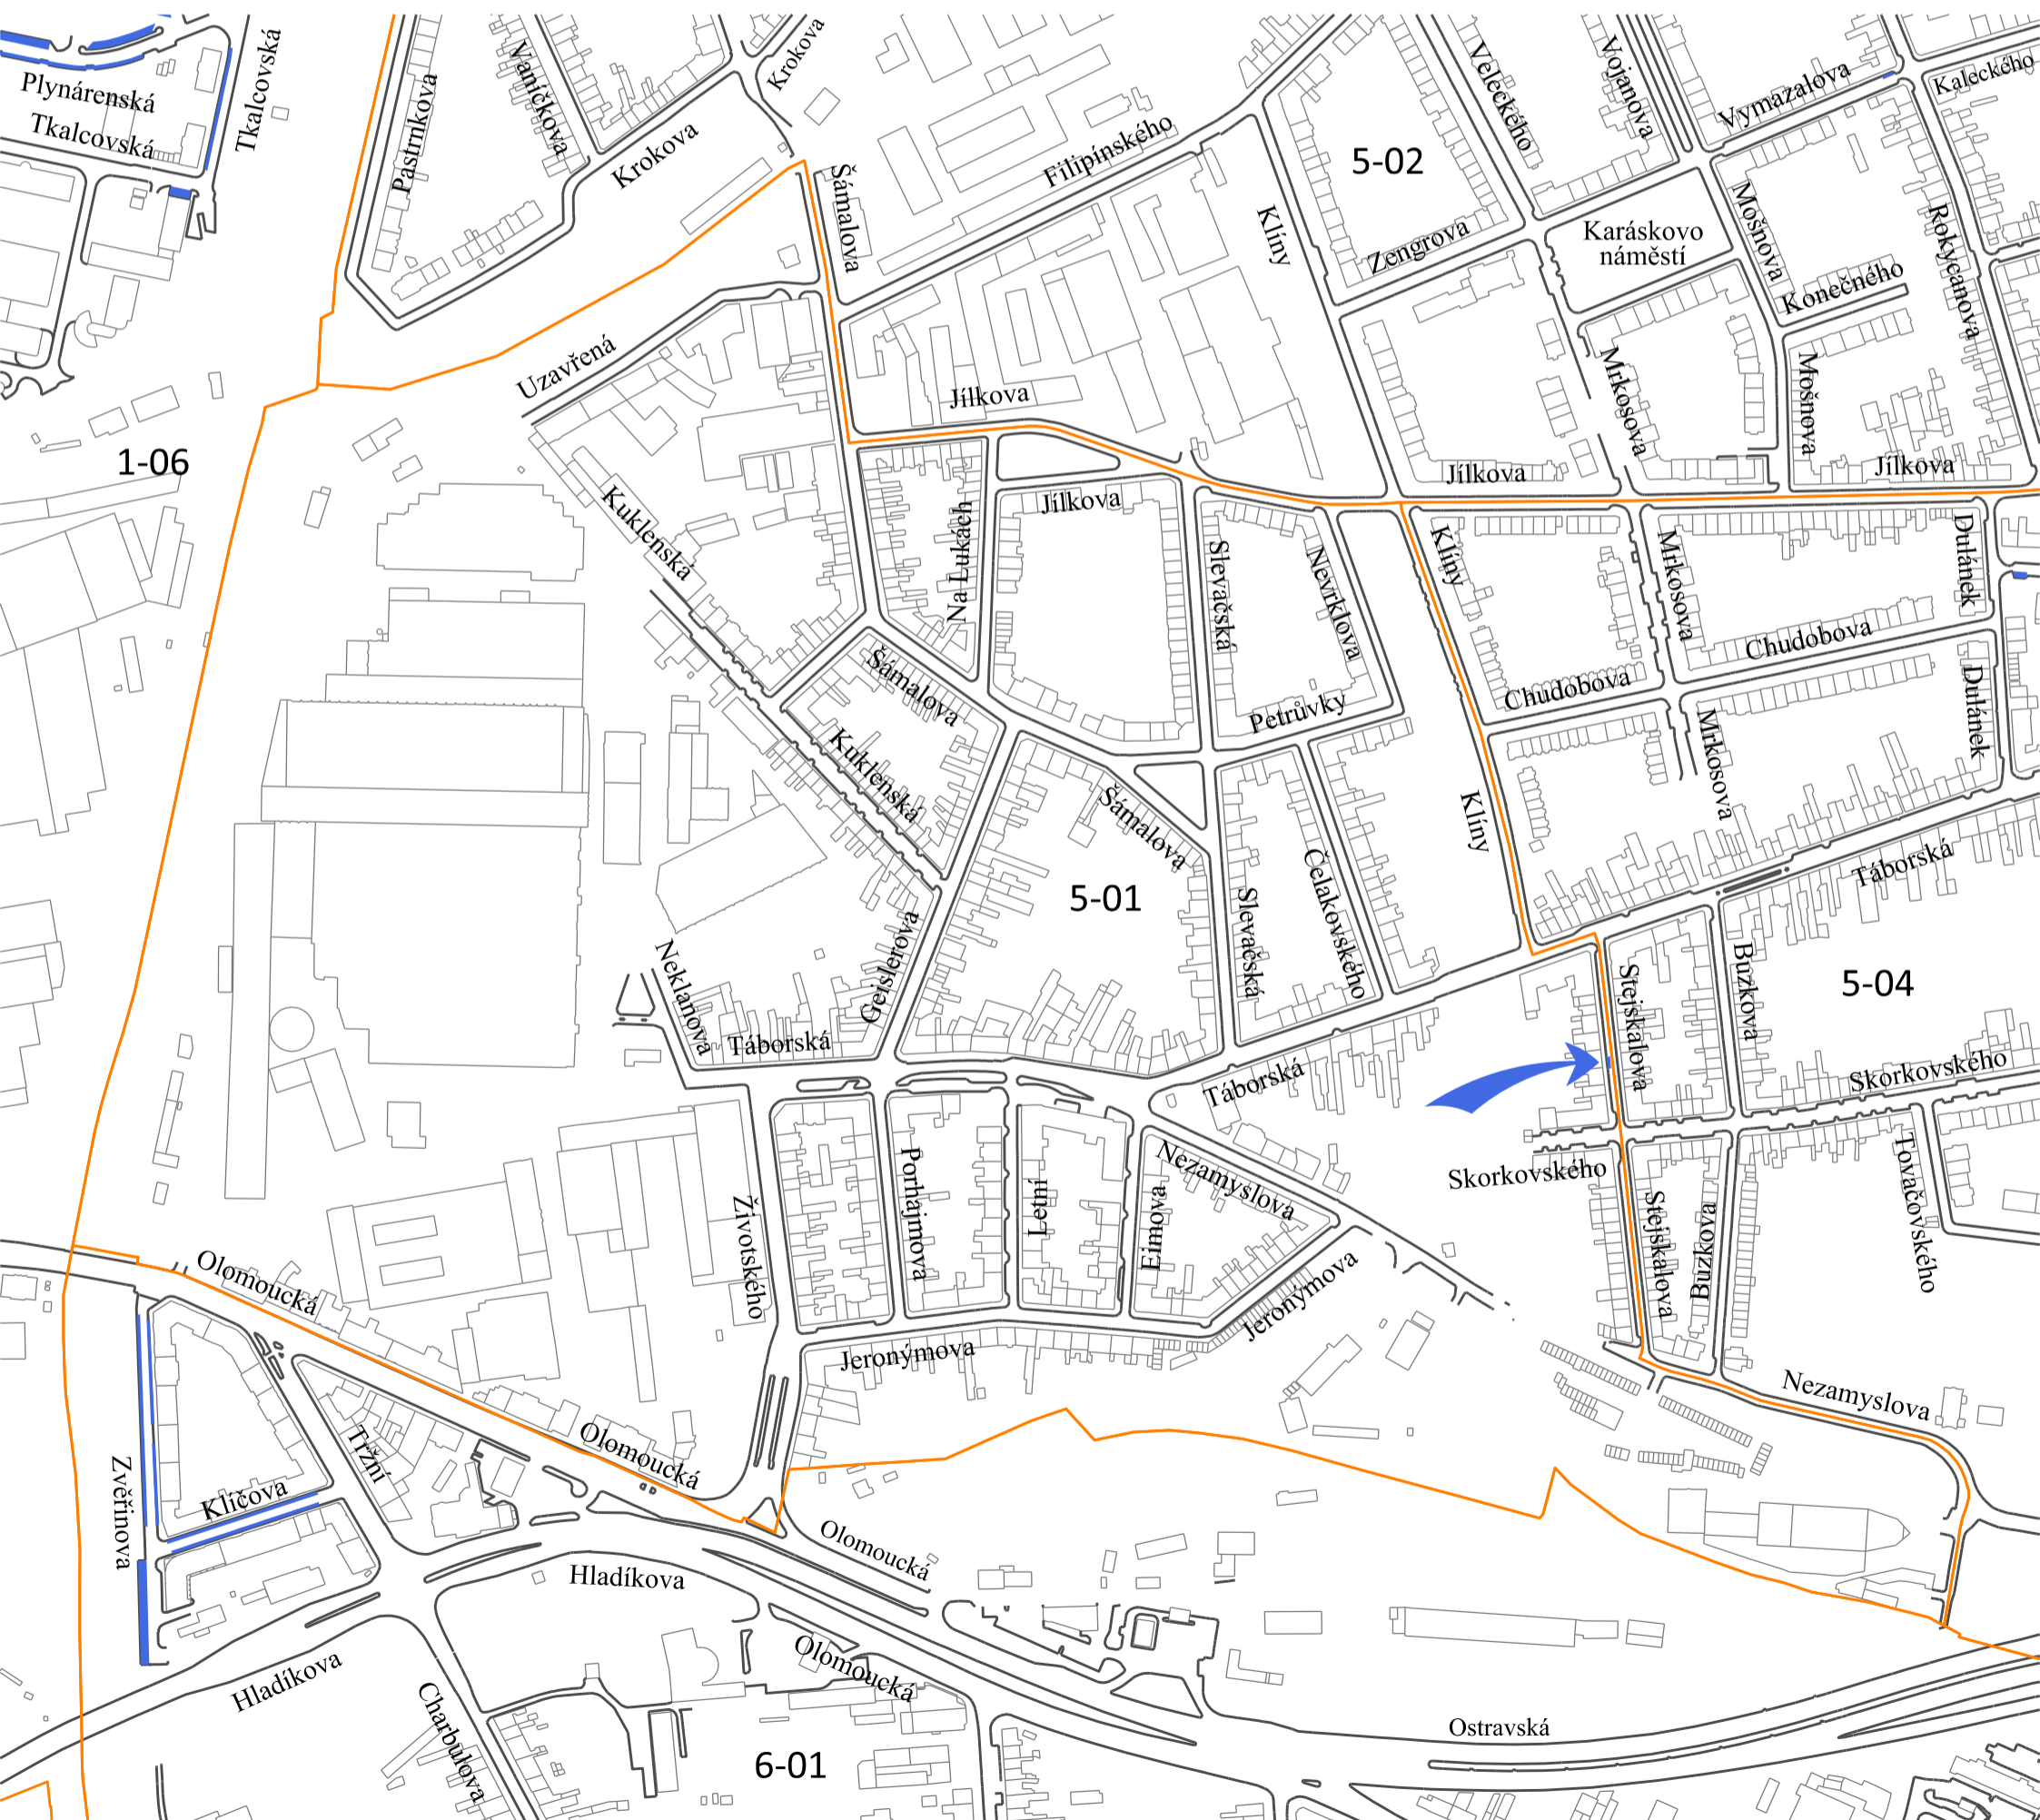 Plynárenská
Tkalcovská
Tkalcovská
Pastrnkova
Vaníčkova
Krokova
Krokova
Šámalova
Filipínského
Klíny
5-02
Zengrova
Veleckého
Vojanova
Vymazalova
Kaleckého
Karáskovo
náměstí
Mošnova
Konečného
Rokycanova
Mrkosova
Mošnova
Jílkova
Jílkova
Uzavřená
Jílkova
1-06
Kuklenská
Na Lukách
Jílkova
Slevačská
Nevrklova
Klíny
Mrkosova
Dulánek
Chudobova
Chudobova
Dulánek
Mrkosova
Šámalova
Petrůvky
Kuklenská
Šámalova
Klíny
Táborská
5-01
Čelakovského
Slevačská
Geislerova
Neklanova
Táborská
Táborská
Stejskalova
Buzkova
5-04
Skorkovského
Skorkovského
Tovačovského
Nezamyslova
Porhajmova
Letní
Eimova
Životského
Stejskalova
Buzkova
Olomoucká
Jeronýmova
Jeronýmova
Nezamyslova
Tržní
Olomoucká
Klíčova
Zvěřinova
Olomoucká
Hladíkova
Olomoucká
Hladíkova
Charbulova
Ostravská
6-01